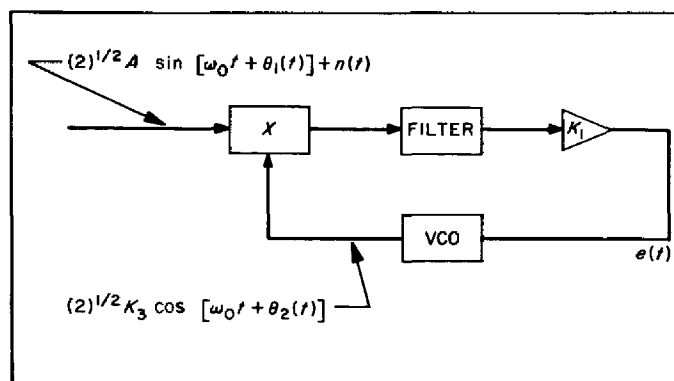 (2)^{1/2} A sin [ω₀t + θ₁(t)] + n(t)
X
FILTER
K₁
VCO
e(t)
(2)^{1/2} K₃ cos [ω₀t + θ₂(t)]